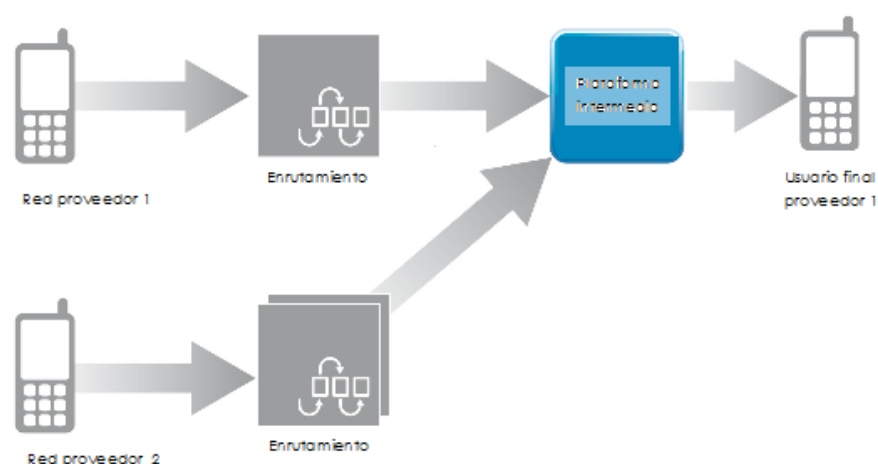 Plataforma
intermedia
Enrutamiento
Usuario final
proveedor 1
Red proveedor 1
Enrutamiento
Red proveedor 2